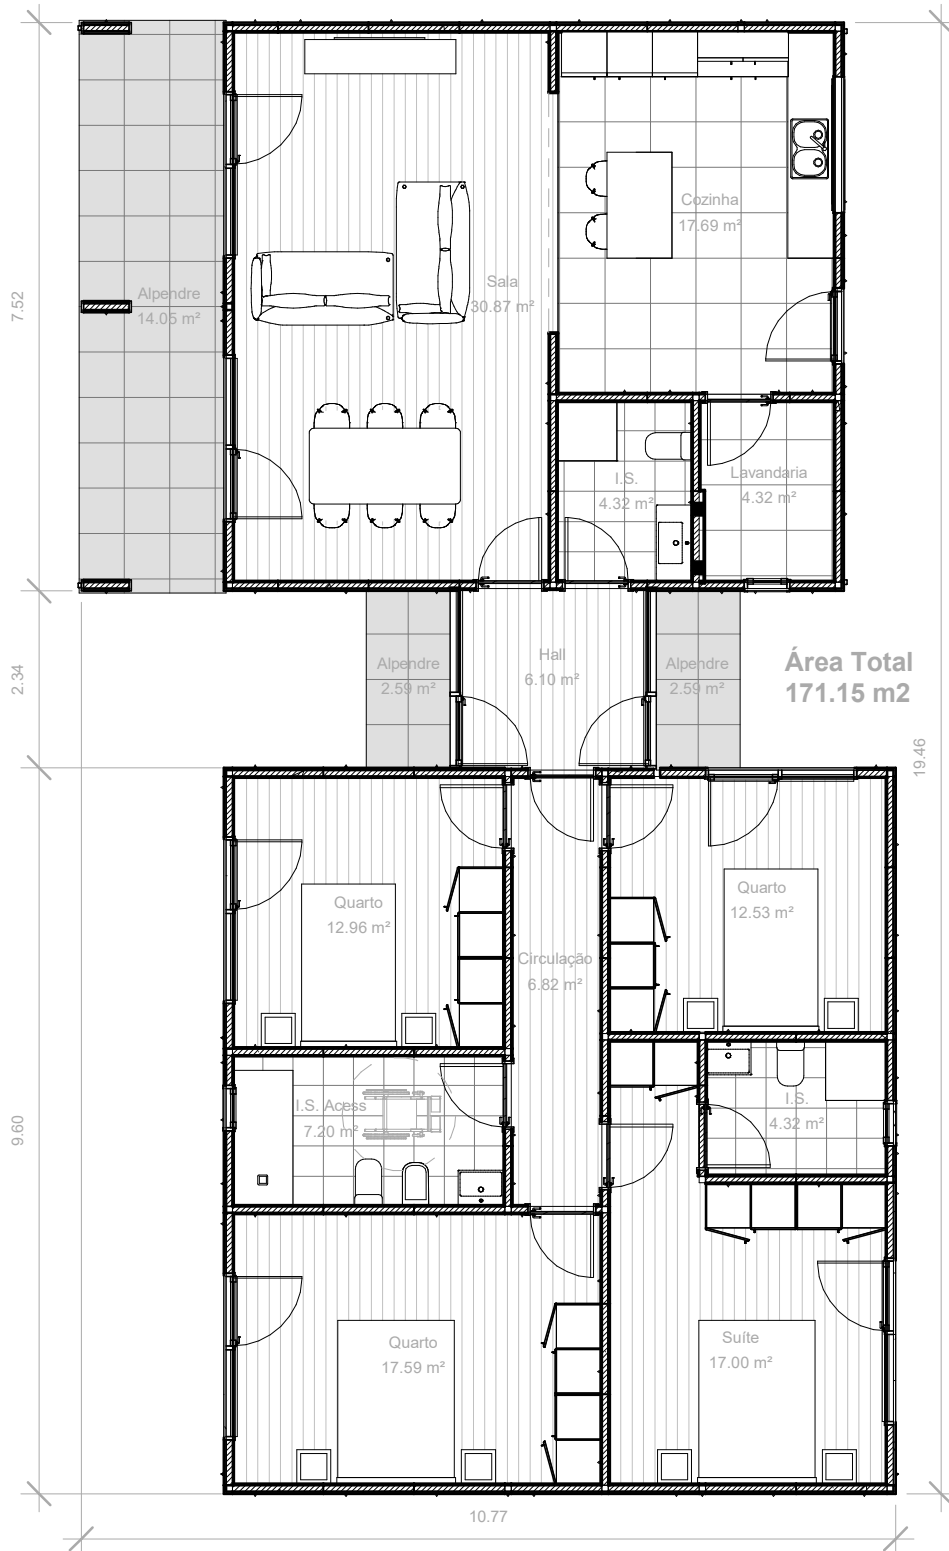 7.52
Alpendre
14.05 m²
Sala
30.87 m²
Cozinha
17.69 m²
I.S.
4.32 m²
Lavandaria
4.32 m²
2.34
Alpendre
2.59 m²
Hall
6.10 m²
Alpendre
2.59 m²
Área Total
171.15 m2
19.46
Quarto
12.96 m²
Quarto
12.53 m²
Circulação
6.82 m²
9.60
I.S. Acess
7.20 m²
I.S.
4.32 m²
Quarto
17.59 m²
Suíte
17.00 m²
10.77